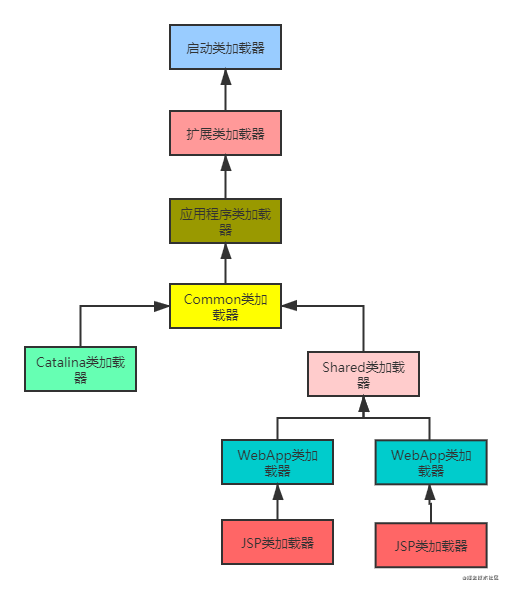 启动类加载器
扩展类加载器
应用程序类加载
器
Common类加
载器
Catalina类加载
器
Shared类加载
器
WebApp类加
载器
WebApp类加
载器
JSP类加载器
JSP类加载器